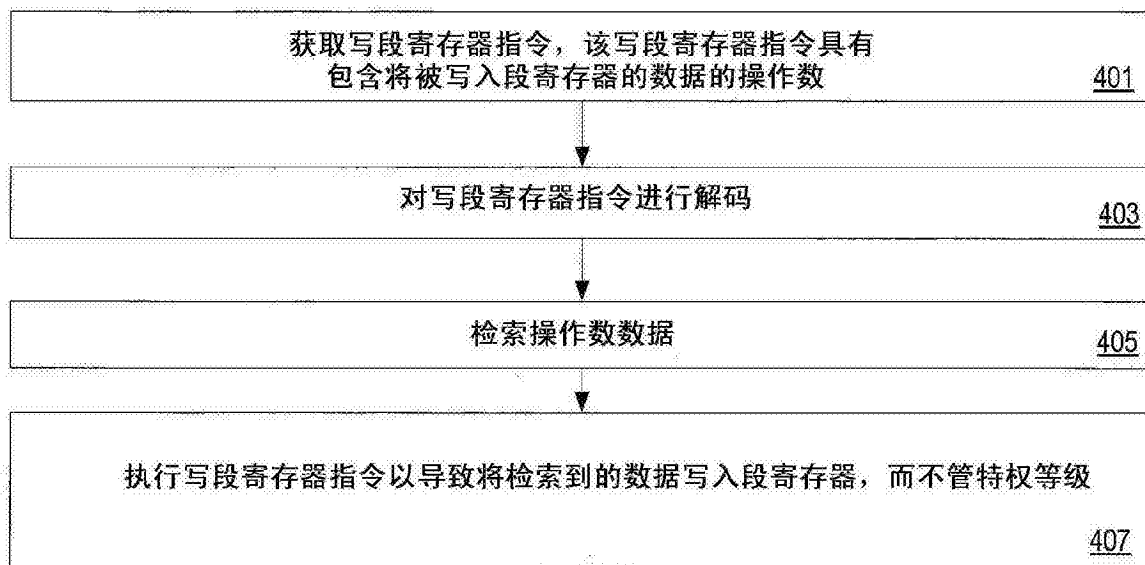 获取写段寄存器指令，该写段寄存器指令具有
包含将被写入段寄存器的数据的操作数
401
对写段寄存器指令进行解码
403
检索操作数数据
405
执行写段寄存器指令以导致将检索到的数据写入段寄存器，而不管特权等级
407